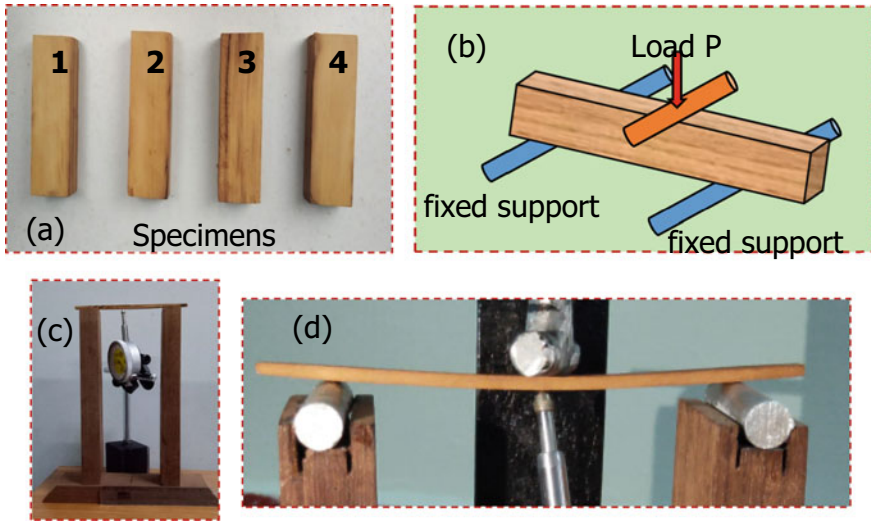 1 2 3 4
(a)
Specimens
(b)
Load P
fixed support
fixed support
(c)
(d)